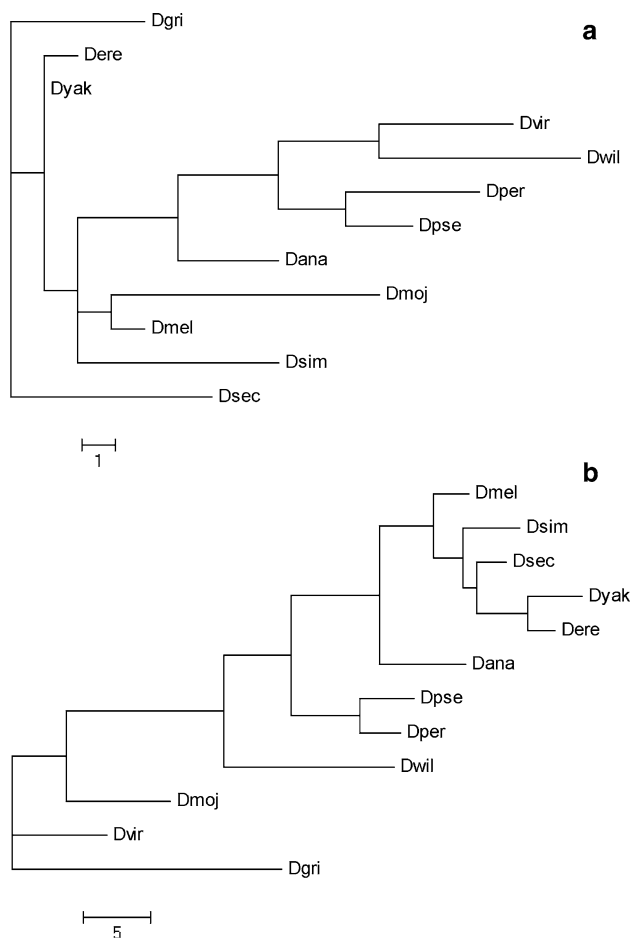 Dgri
a
Dere
Dyak
Dvir
Dwil
Dper
Dpse
Dana
Dmoj
Dmel
Dsim
Dsec
1
b
Dmel
Dsim
Dsec
Dyak
Dere
Dana
Dpse
Dper
Dwil
Dmoj
Dvir
Dgri
5